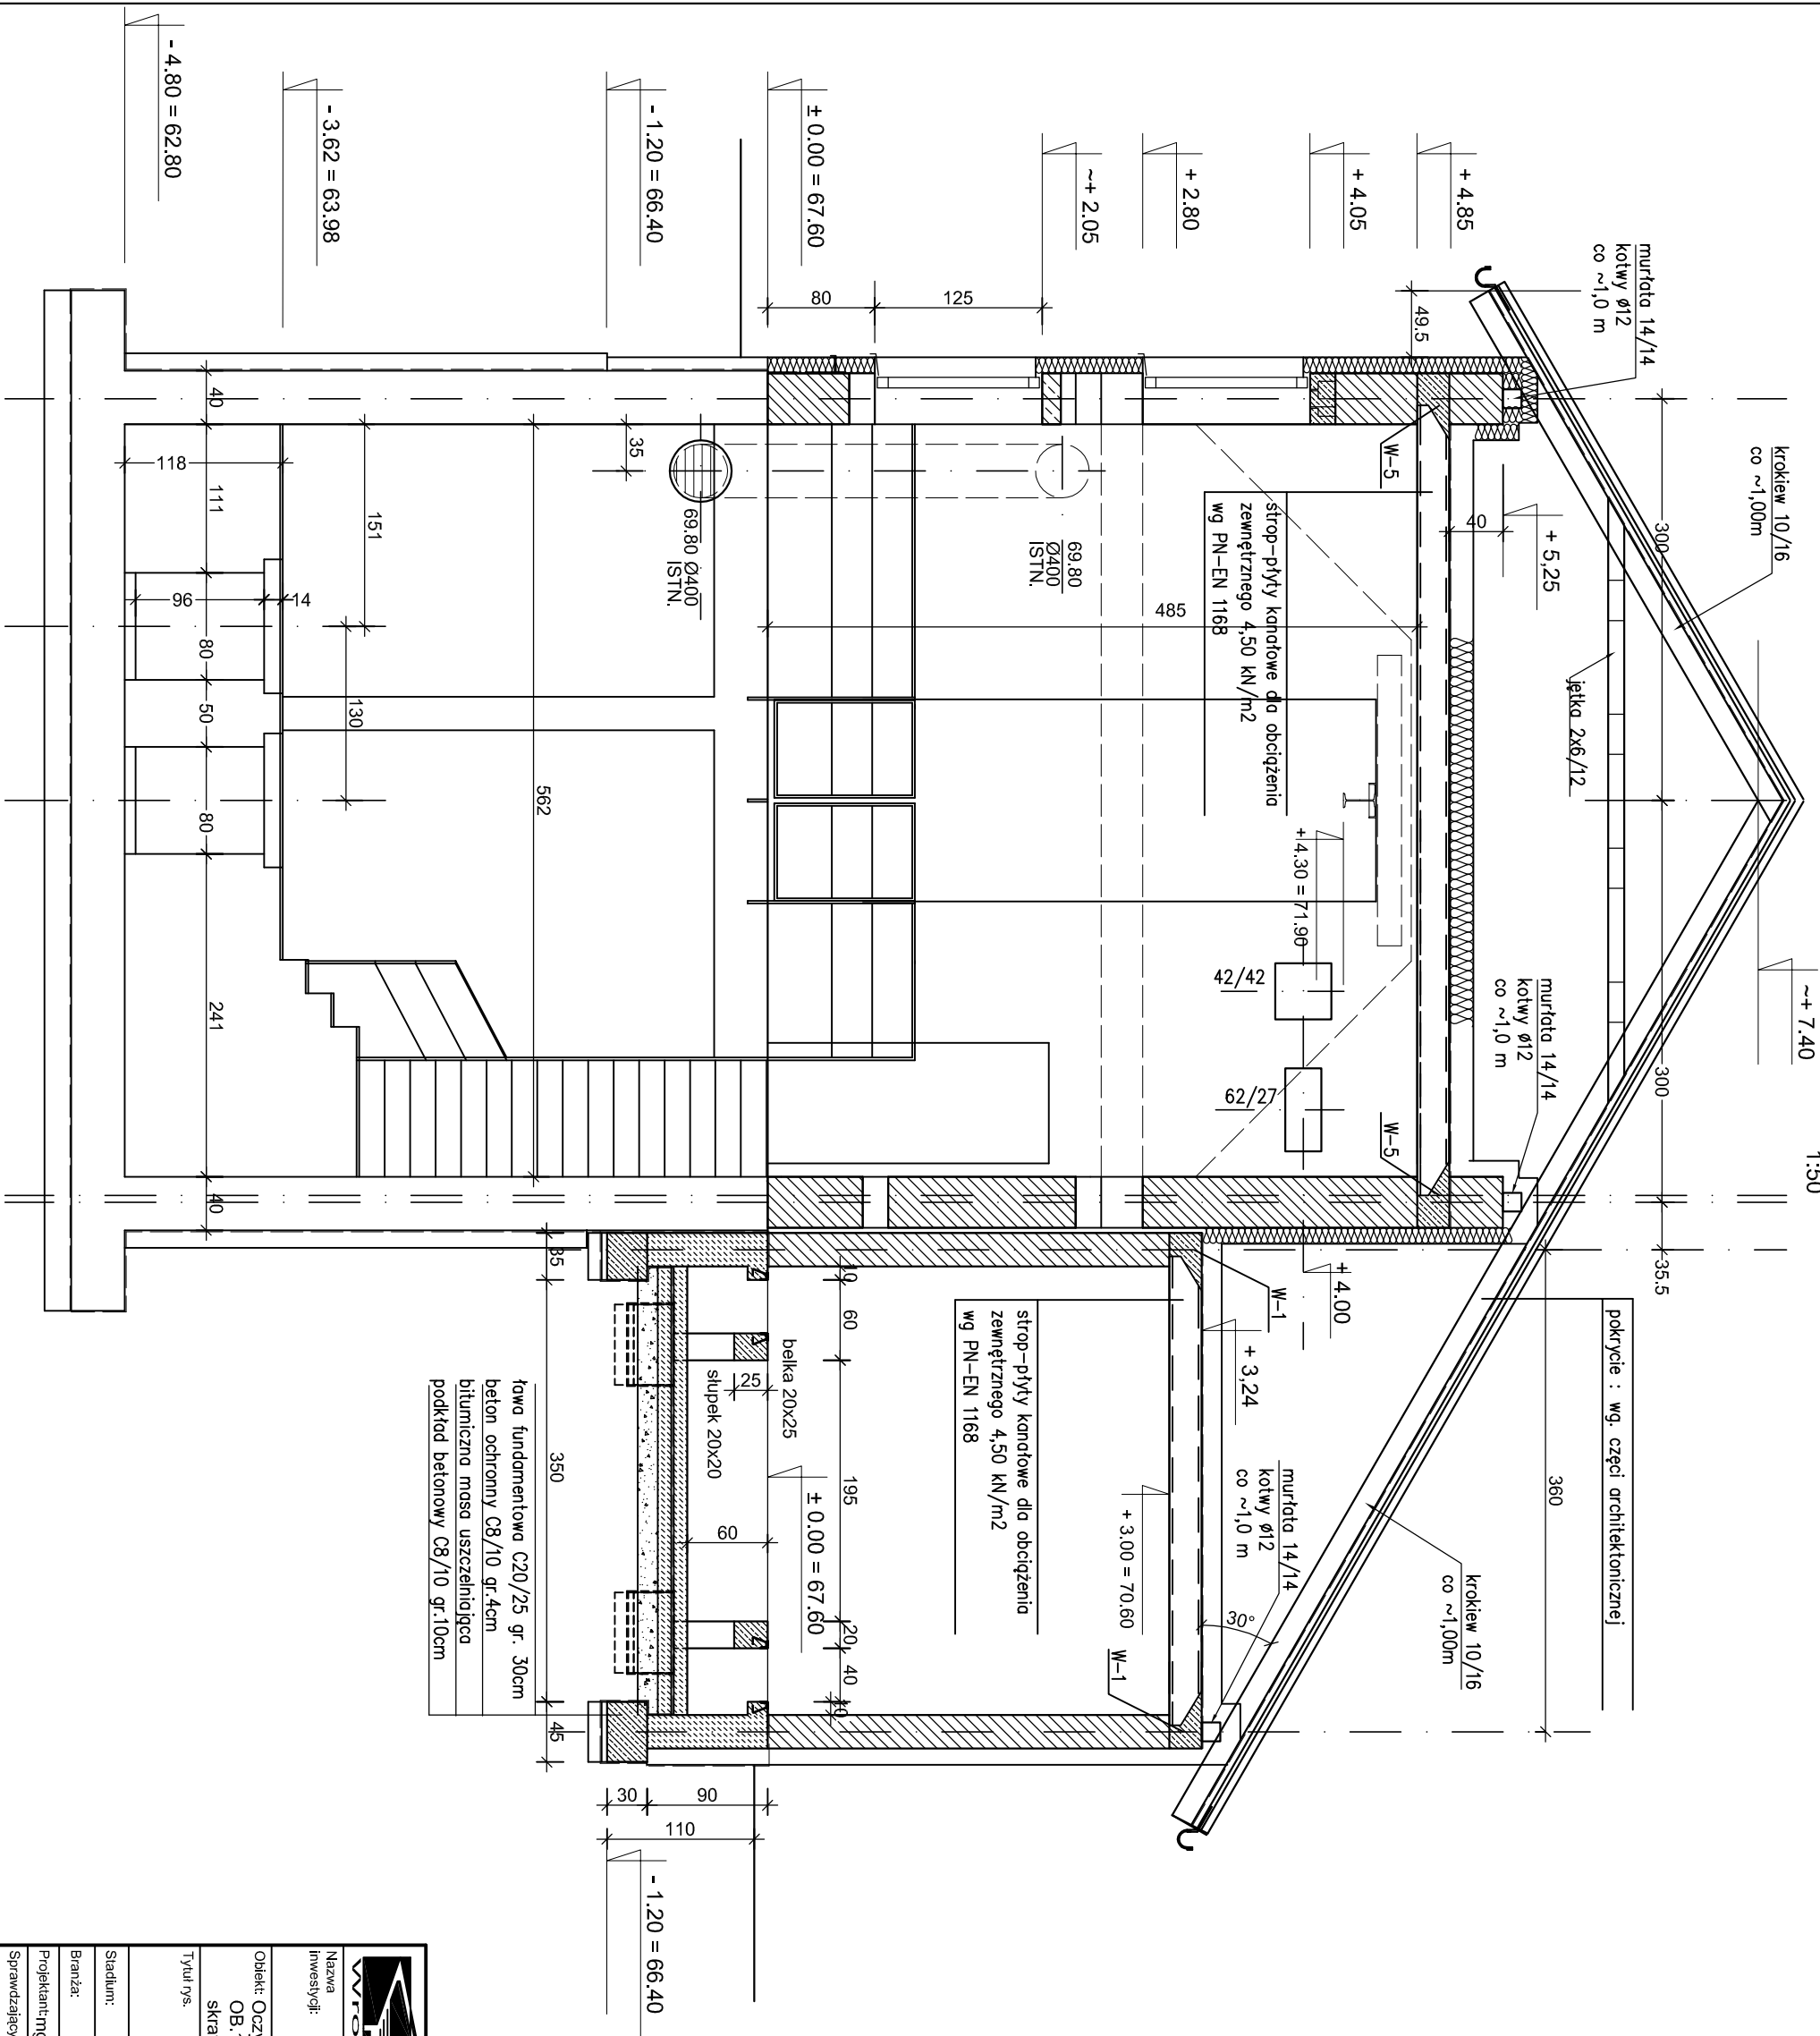 1:50
~+ 7.40
krokiew 10/16
co ~1,00m
murłata 14/14
kotwy ø12
co ~1,0 m
jętka 2x6/12
murłata 14/14
kotwy ø12
co ~1,0 m
pokrycie : wg. częci architektonicznej
krokiew 10/16
co ~1,00m
murłata 14/14
kotwy ø12
co ~1,0 m
300
300
35.5
360
40
49.5
30°
+ 5,25
+ 4.85
+ 4.05
+ 2.80
~+ 2.05
± 0.00 = 67.60
- 1.20 = 66.40
- 3.62 = 63.98
- 4.80 = 62.80
W-5
W-5
W-1
W-1
+ 4.00
+ 3,24
+ 3.00 = 70.60
+4.30 = 71.90
42/42
62/27
485
strop-płyty kanałowe dla obciążenia
zewnętrznego 4,50 kN/m2
wg PN-EN 1168
strop-płyty kanałowe dla obciążenia
zewnętrznego 4,50 kN/m2
wg PN-EN 1168
69.80
Ø400
ISTN.
69.80 Ø400
ISTN.
125
80
35
10
60
195
20
40
10
belka 20x25
słupek 20x20
25
60
± 0.00 = 67.60
35
350
45
30
90
110
- 1.20 = 66.40
ława fundamentowa C20/25 gr. 30cm
beton ochronny C8/10 gr.4cm
bitumiczna masa uszczelniająca
podkład betonowy C8/10 gr.10cm
562
151
130
118
96
14
40
111
80
50
80
241
40
Nazwa
inwestycji:
Obiekt:
OB.
Tytuł rys.
Stadium:
Branża:
Projektant: